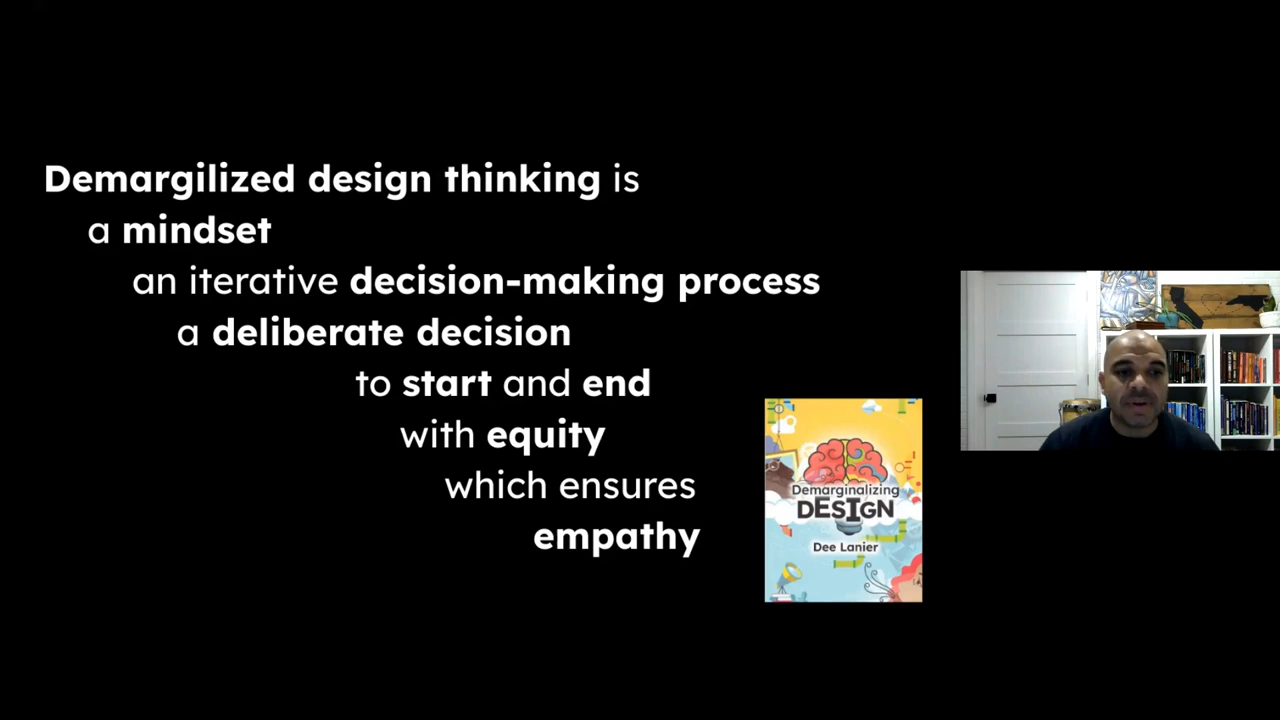 Demargilized design thinking is
a mindset
an iterative decision-making process
a deliberate decision
to start and end
with equity
which ensures
empathy
Demarginalizing
DESIGN
Dee Lanier